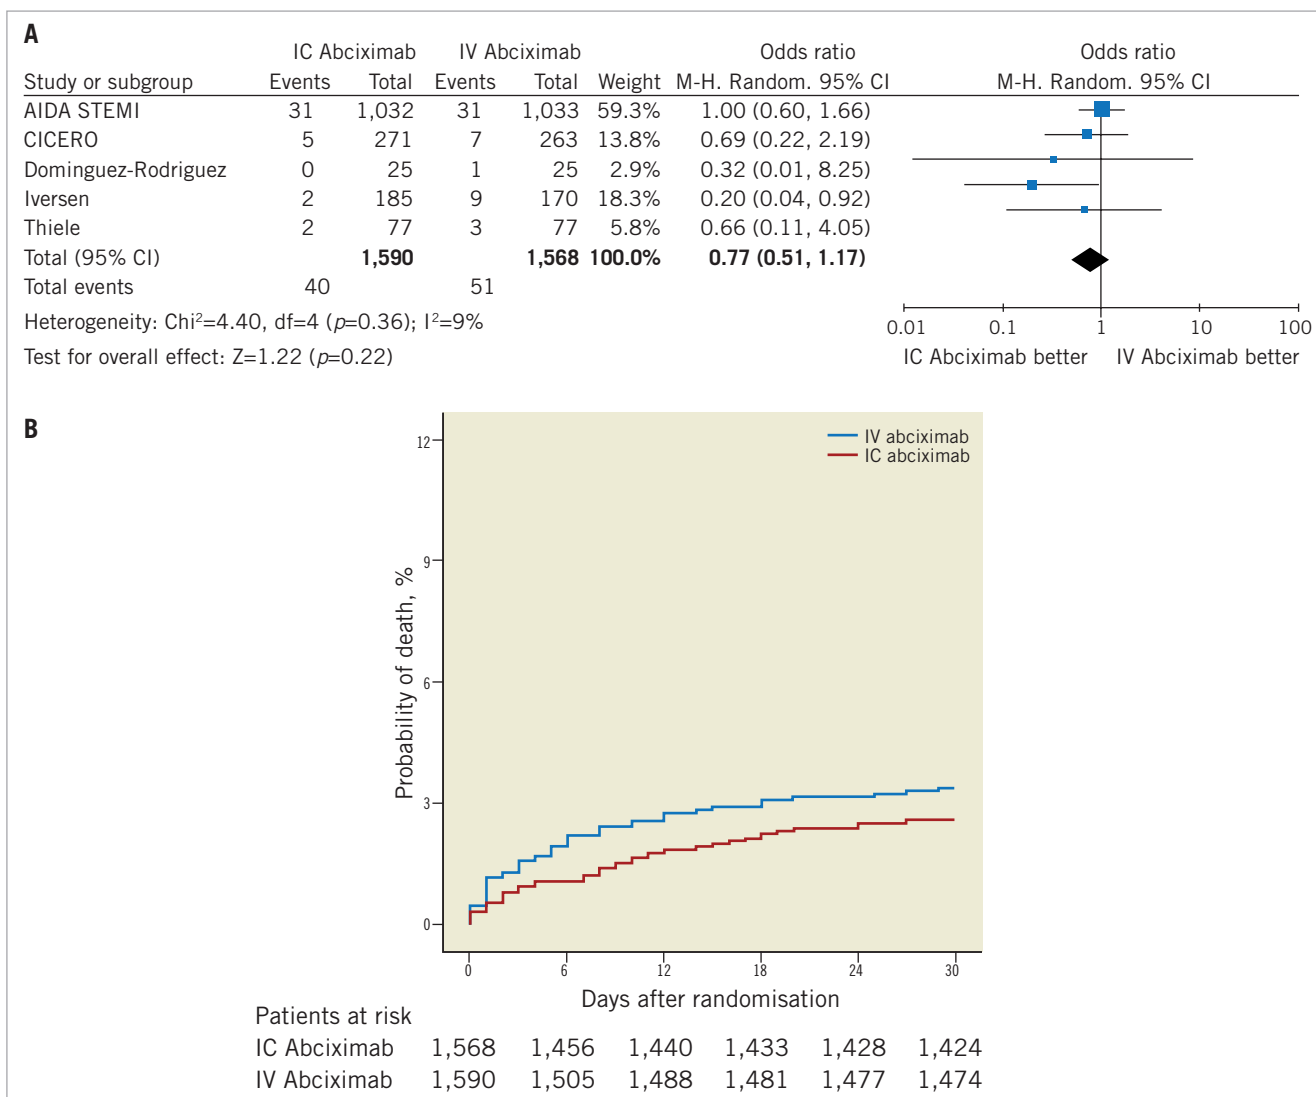 A
IC Abciximab IV Abciximab Odds ratio Odds ratio
Study or subgroup Events Total Events Total Weight M-H. Random. 95% CI M-H. Random. 95% CI
AIDA STEMI 31 1,032 31 1,033 59.3% 1.00 (0.60, 1.66)
CICERO 5 271 7 263 13.8% 0.69 (0.22, 2.19)
Dominguez-Rodriguez 0 25 1 25 2.9% 0.32 (0.01, 8.25)
Iversen 2 185 9 170 18.3% 0.20 (0.04, 0.92)
Thiele 2 77 3 77 5.8% 0.66 (0.11, 4.05)
Total (95% CI) 1,590 1,568 100.0% 0.77 (0.51, 1.17)
Total events 40 51
Heterogeneity: Chi²=4.40, df=4 (p=0.36); I²=9%
Test for overall effect: Z=1.22 (p=0.22)
0.01 0.1 1 10 100
IC Abciximab better IV Abciximab better
B
IV abciximab
IC abciximab
Probability of death, %
12
9
6
3
0
0 6 12 18 24 30
Days after randomisation
Patients at risk
IC Abciximab 1,568 1,456 1,440 1,433 1,428 1,424
IV Abciximab 1,590 1,505 1,488 1,481 1,477 1,474